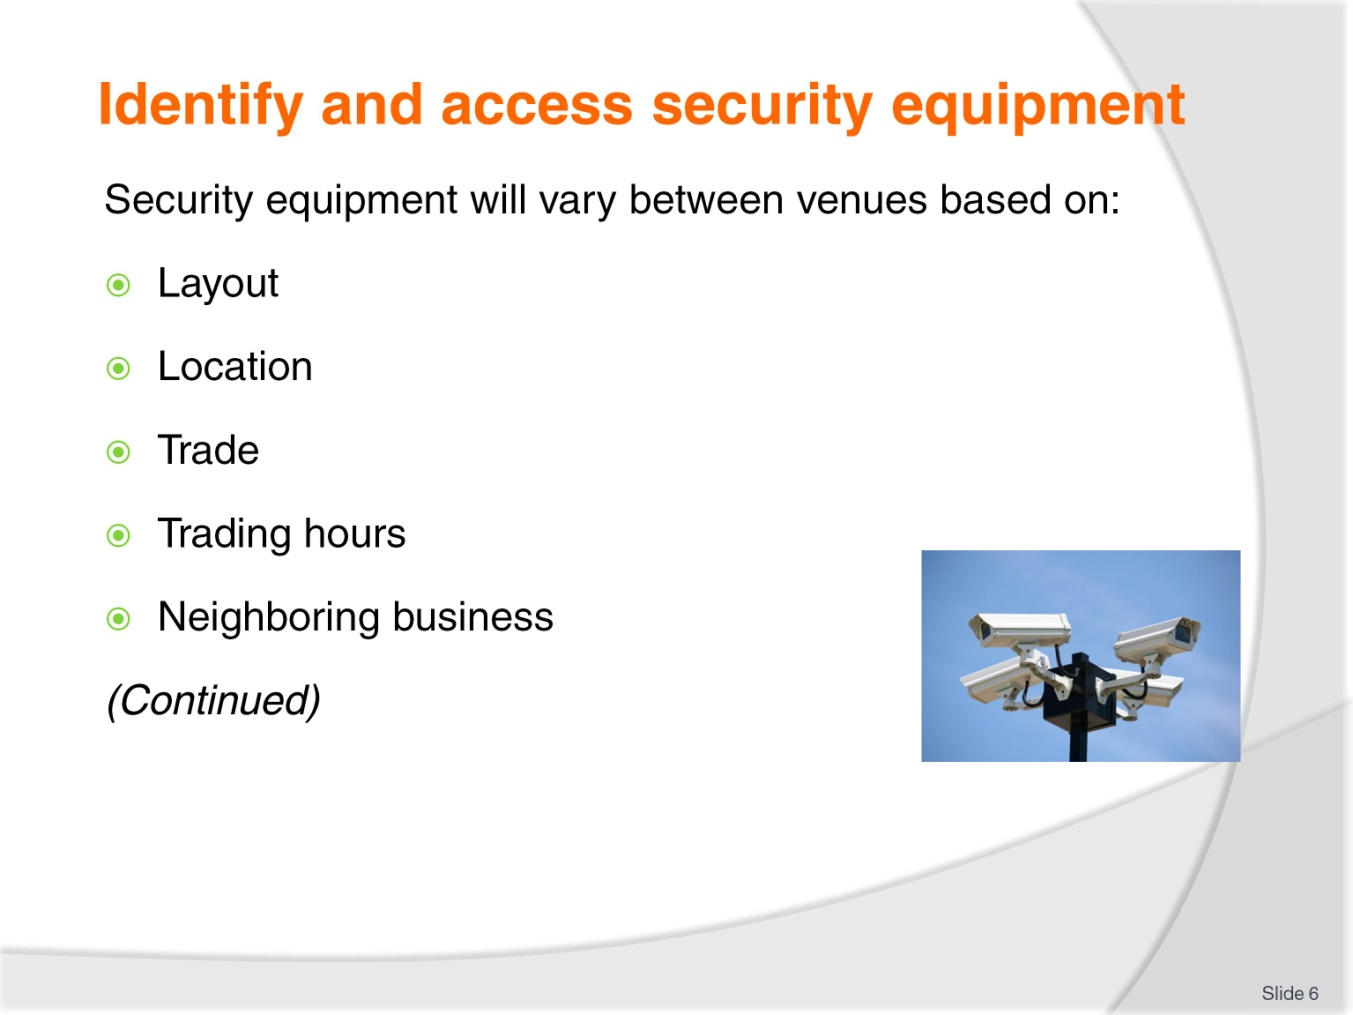 Identify and access security equipment
Security equipment will vary between venues based on:
Layout
Location
Trade
Trading hours
Neighboring business
(Continued)
Slide 6